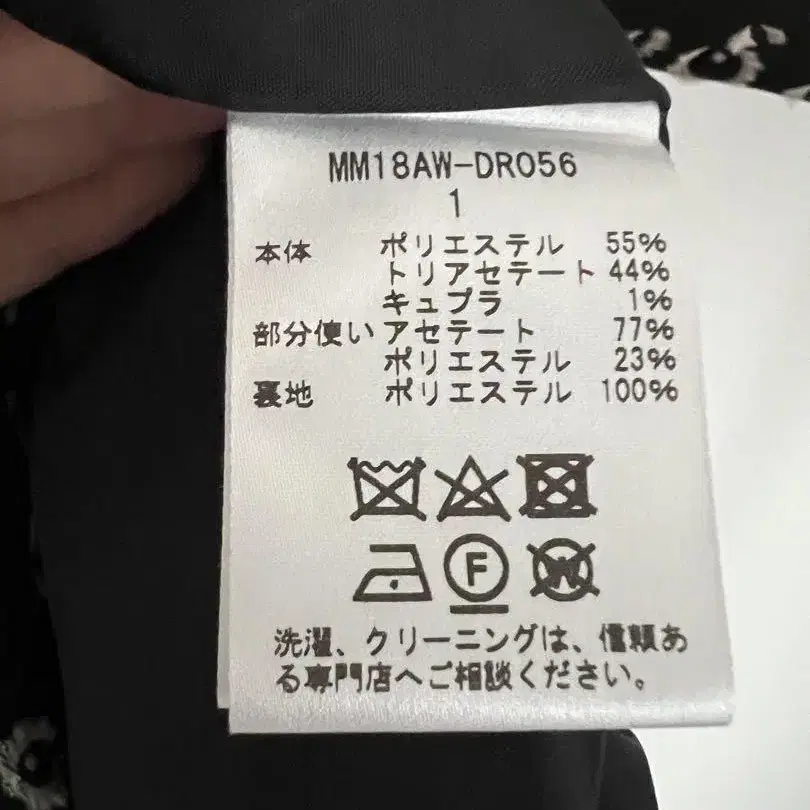 MM18AW-DR056
1
本体 ポリエステル 55%
トリアセテート 44%
キュプラ 1%
部分使い アセテート 77%
ポリエステル 23%
裏地 ポリエステル 100%
F
W
洗濯、クリーニングは、信頼あ
る専門店へご相談ください。